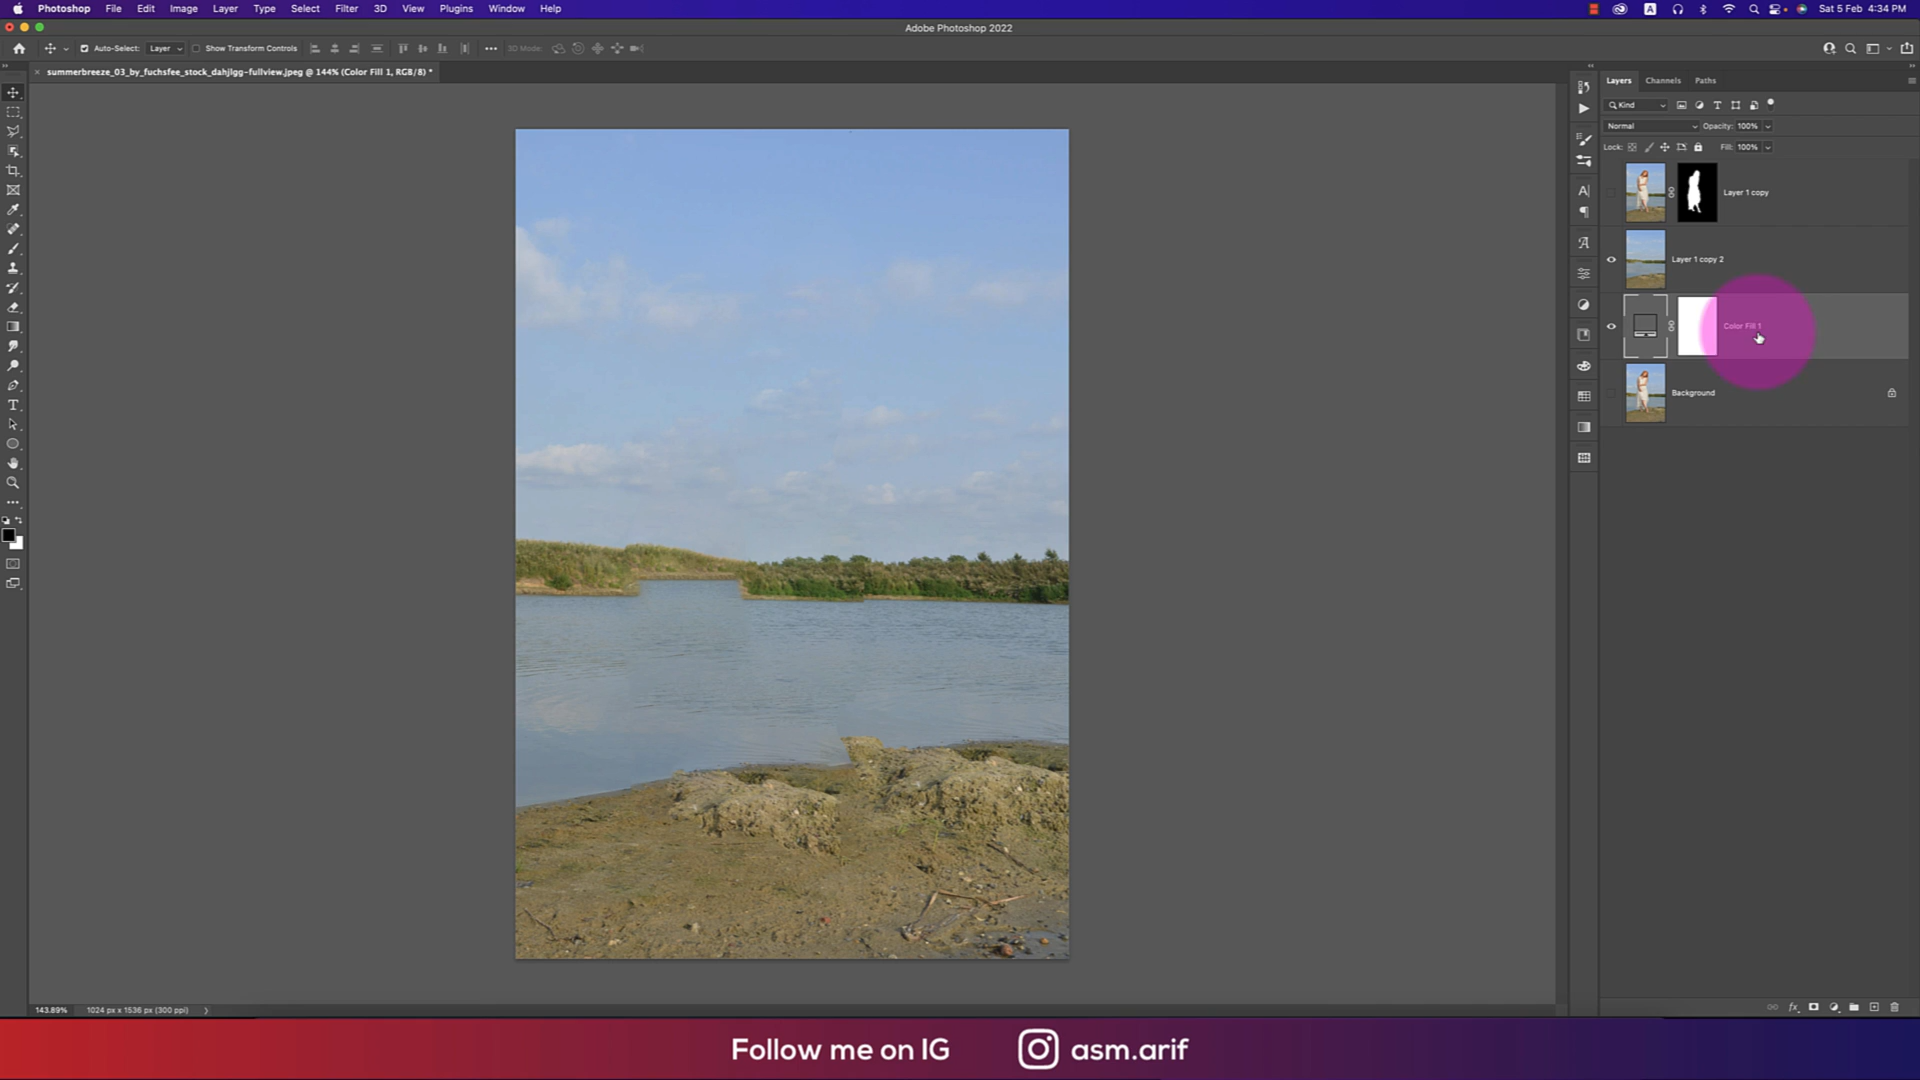 Photoshop File Edit Image Layer Type Select Filter 3D View Plugins Window Help
A
Sat 5 Feb 4:34 PM
Adobe Photoshop 2022
Auto-Select: Layer Show Transform Controls
3D Mode:
× summerbreeze_03_by_fuchsfee_stock_dahjlgg-fullview.jpeg @ 144% (Color Fill 1, RGB/8) *
Layers Channels Paths
Kind
Normal Opacity: 100%
Lock: Fill: 100%
Layer 1 copy
Layer 1 copy 2
Color Fill 1
Background
143.89% 1024 px x 1536 px (300 ppi)
Follow me on IG asm.arif